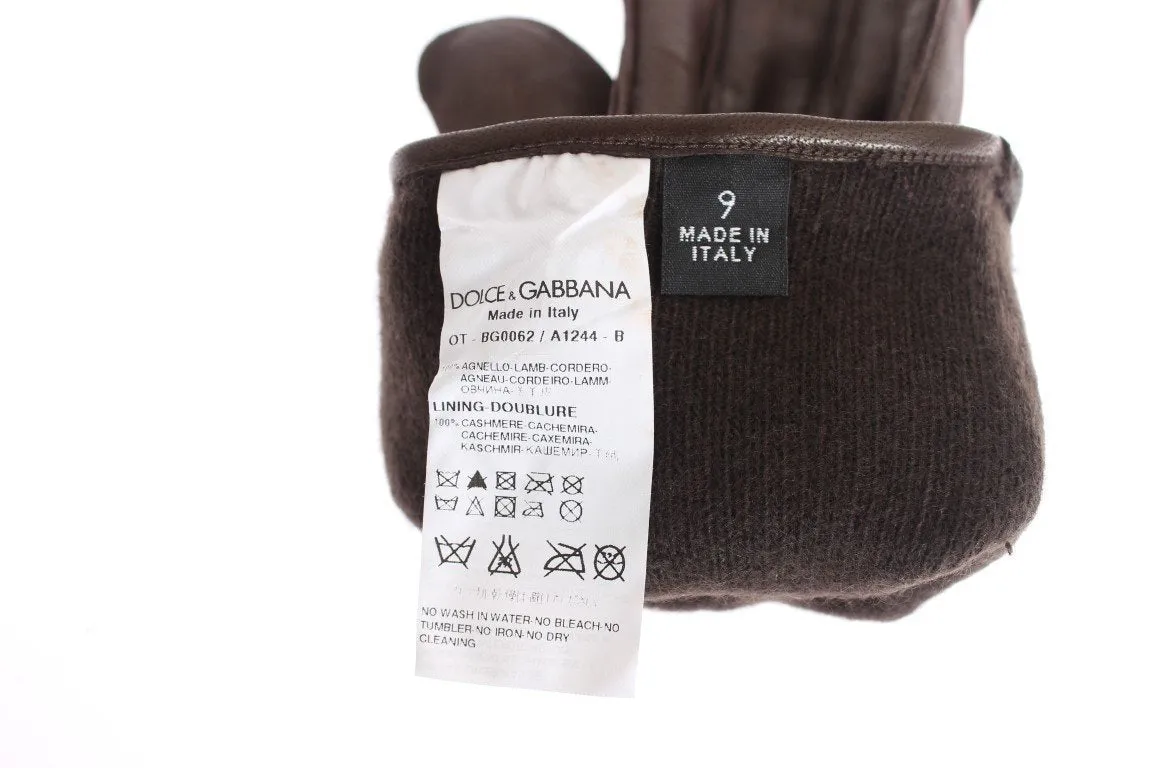 DOLCE & GABBANA
Made in Italy
OT - BG0062 / A1244 - B
100% AGNELLO-LAMB-CORDERO-
AGNEAU-CORDEIRO-LAMM-
ОВЧИНА-
LINING-DOUBLURE
100% CASHMERE-CACHEMIRA-
CACHEMIRE-CAXEMIRA-
KASCHMIR-КАШЕМИР-
NO WASH IN WATER-NO BLEACH-NO
TUMBLER-NO IRON-NO DRY
CLEANING
9
MADE IN
ITALY